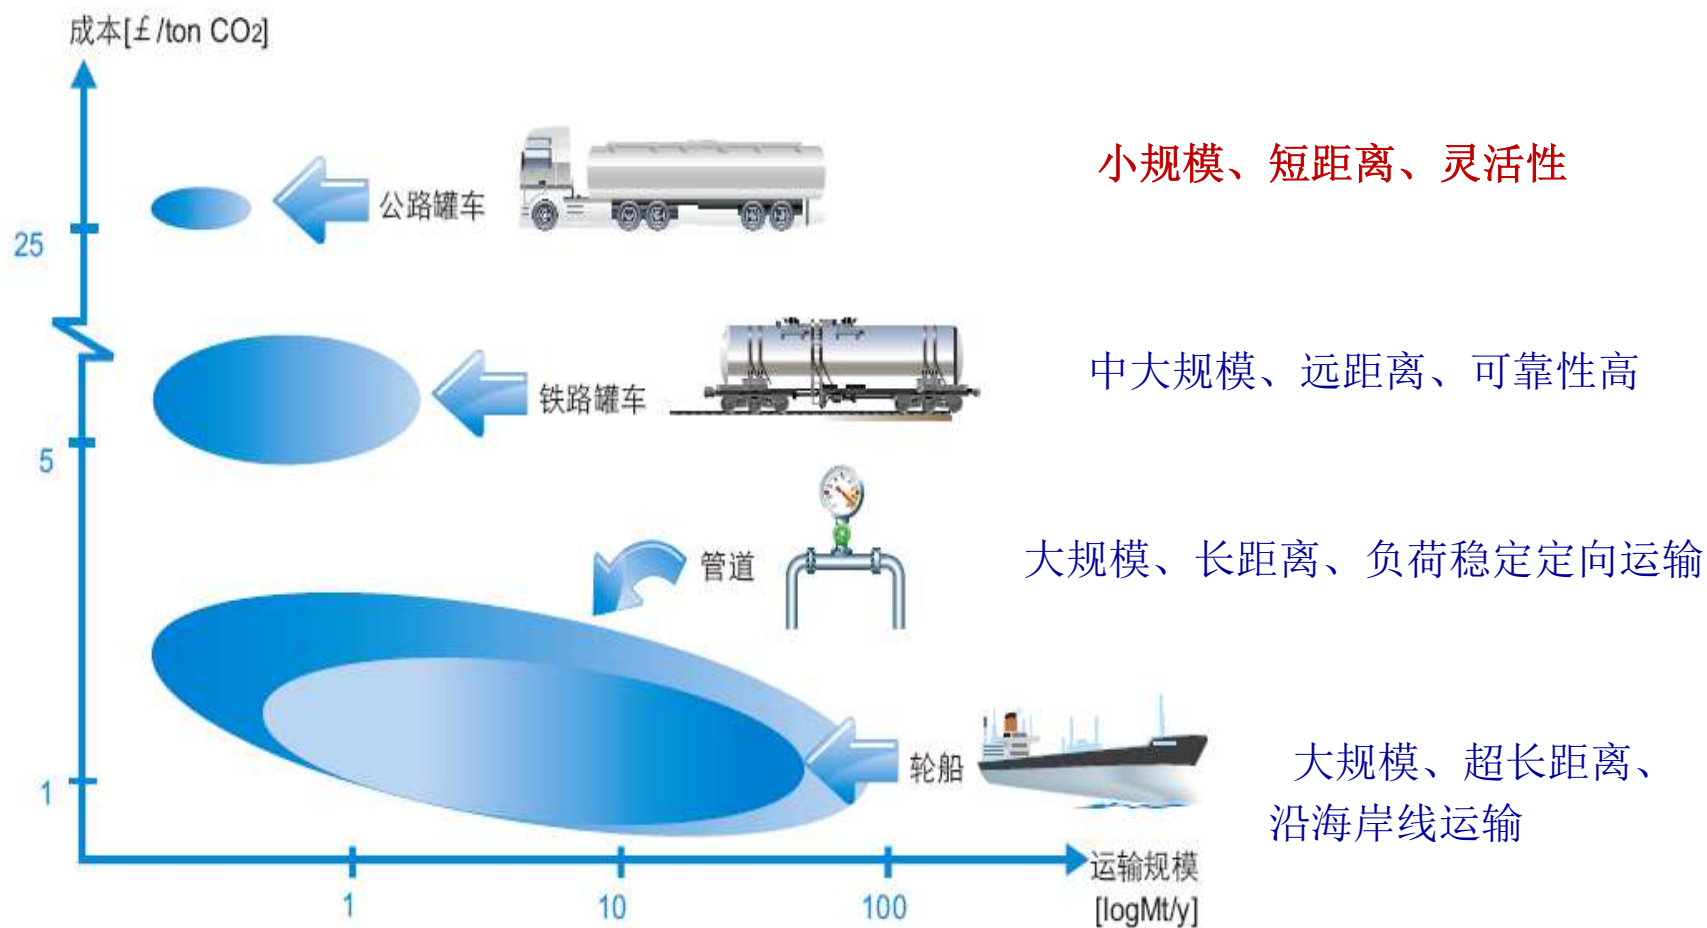 成本[£/ton CO2]
小规模、短距离、灵活性
公路罐车
25
中大规模、远距离、可靠性高
铁路罐车
5
大规模、长距离、负荷稳定定向运输
管道
大规模、超长距离、
轮船
1
沿海岸线运输
运输规模
1
10
100
[logMt/y]